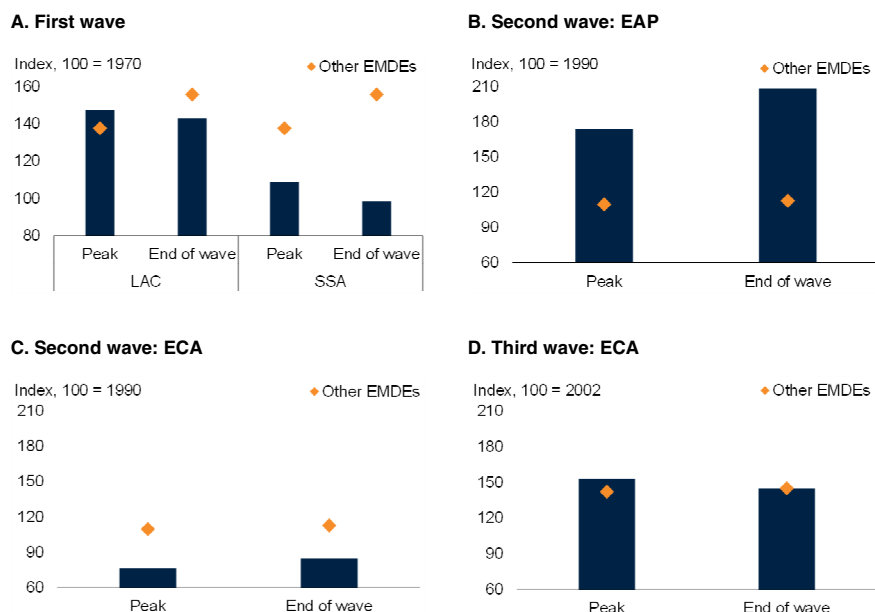 A. First wave
Index, 100 = 1970
Other EMDEs
160
140
120
100
80
Peak
End of wave
Peak
End of wave
LAC
SSA
B. Second wave: EAP
Index, 100 = 1990
Other EMDEs
210
180
150
120
90
60
Peak
End of wave
C. Second wave: ECA
Index, 100 = 1990
Other EMDEs
210
180
150
120
90
60
Peak
End of wave
D. Third wave: ECA
Index, 100 = 2002
Other EMDEs
210
180
150
120
90
60
Peak
End of wave